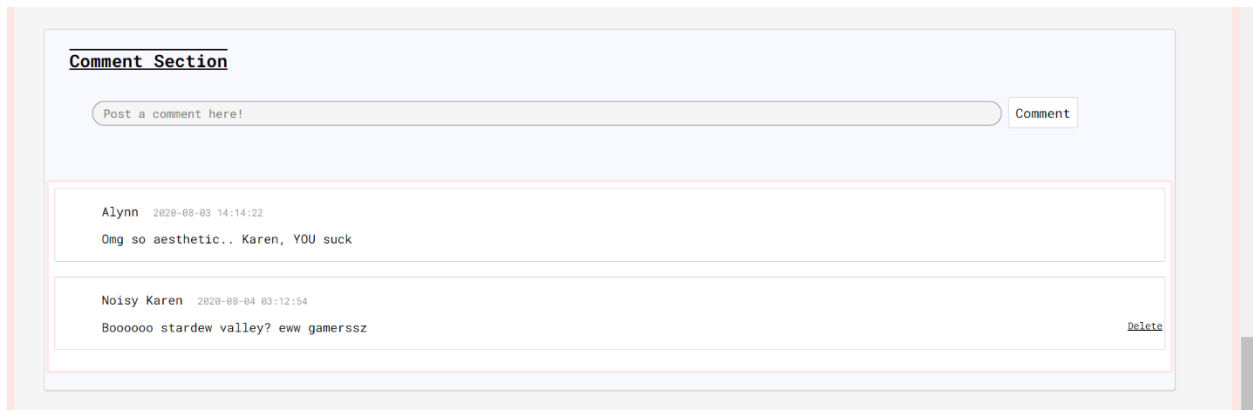 Comment Section
Post a comment here!
Comment
Alynn 2020-08-03 14:14:22
Omg so aesthetic.. Karen, YOU suck
Noisy Karen 2020-08-04 03:12:54
Boooooo stardew valley? eww gamerssz
Delete